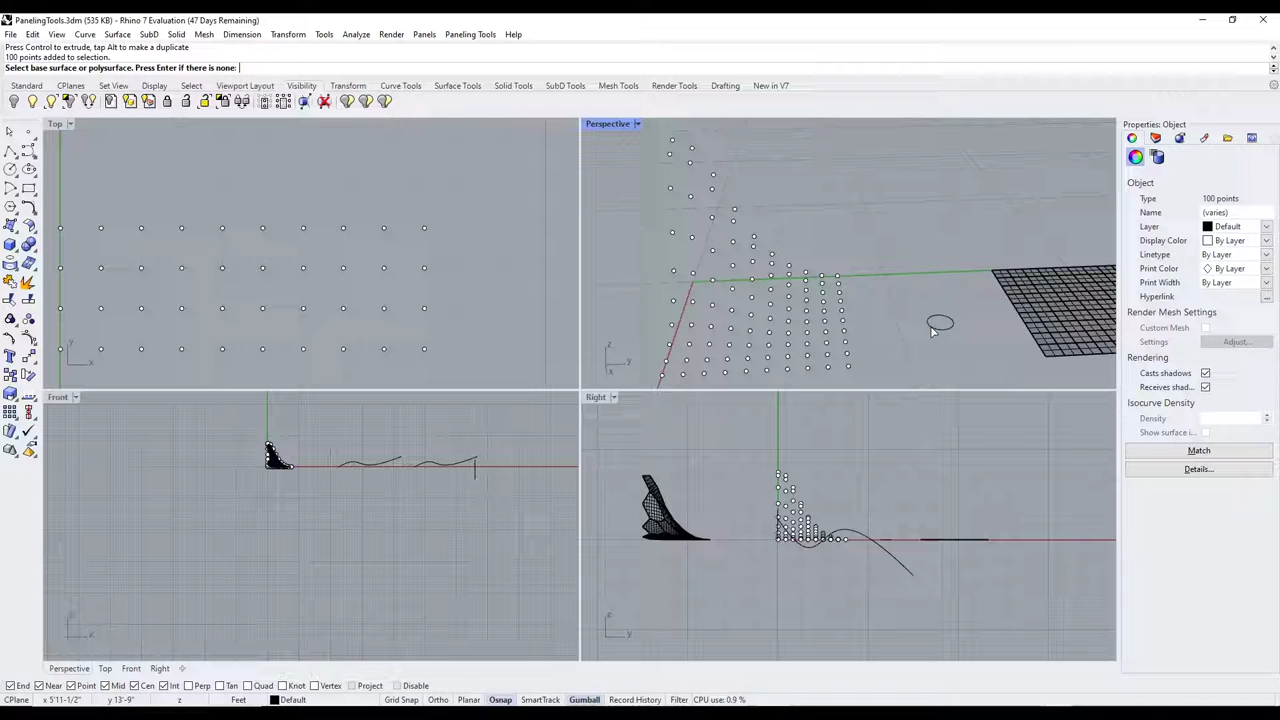 PanelingTools.3dm (535 KB) - Rhino 7 Evaluation (47 Days Remaining)
File Edit View Curve Surface SubD Solid Mesh Dimension Transform Tools Analyze Render Panels Paneling Tools Help
Press Control to extrude, tap Alt to make a duplicate
100 points added to selection.
Select base surface or polysurface. Press Enter if there is none:
Standard CPlanes Set View Display Select Viewport Layout Visibility Transform Curve Tools Surface Tools Solid Tools SubD Tools Mesh Tools Render Tools Drafting New in V7
Top
Perspective
Properties: Object
Object
Type 100 points
Name (varies)
Layer Default
Display Color By Layer
Linetype By Layer
Print Color By Layer
Print Width By Layer
Hyperlink ...
Render Mesh Settings
Custom Mesh
Settings Adjust...
Rendering
Casts shadows
Receives shad...
Isocurve Density
Density
Show surface i...
Match
Details...
y
x
z
y
x
Front
Right
z
x
z
y
Perspective Top Front Right
End Near Point Mid Cen Int Perp Tan Quad Knot Vertex Project Disable
CPlane x 5'11-1/2" y 13'-9" z Feet Default Grid Snap Ortho Planar Osnap SmartTrack Gumball Record History Filter CPU use: 0.9 %